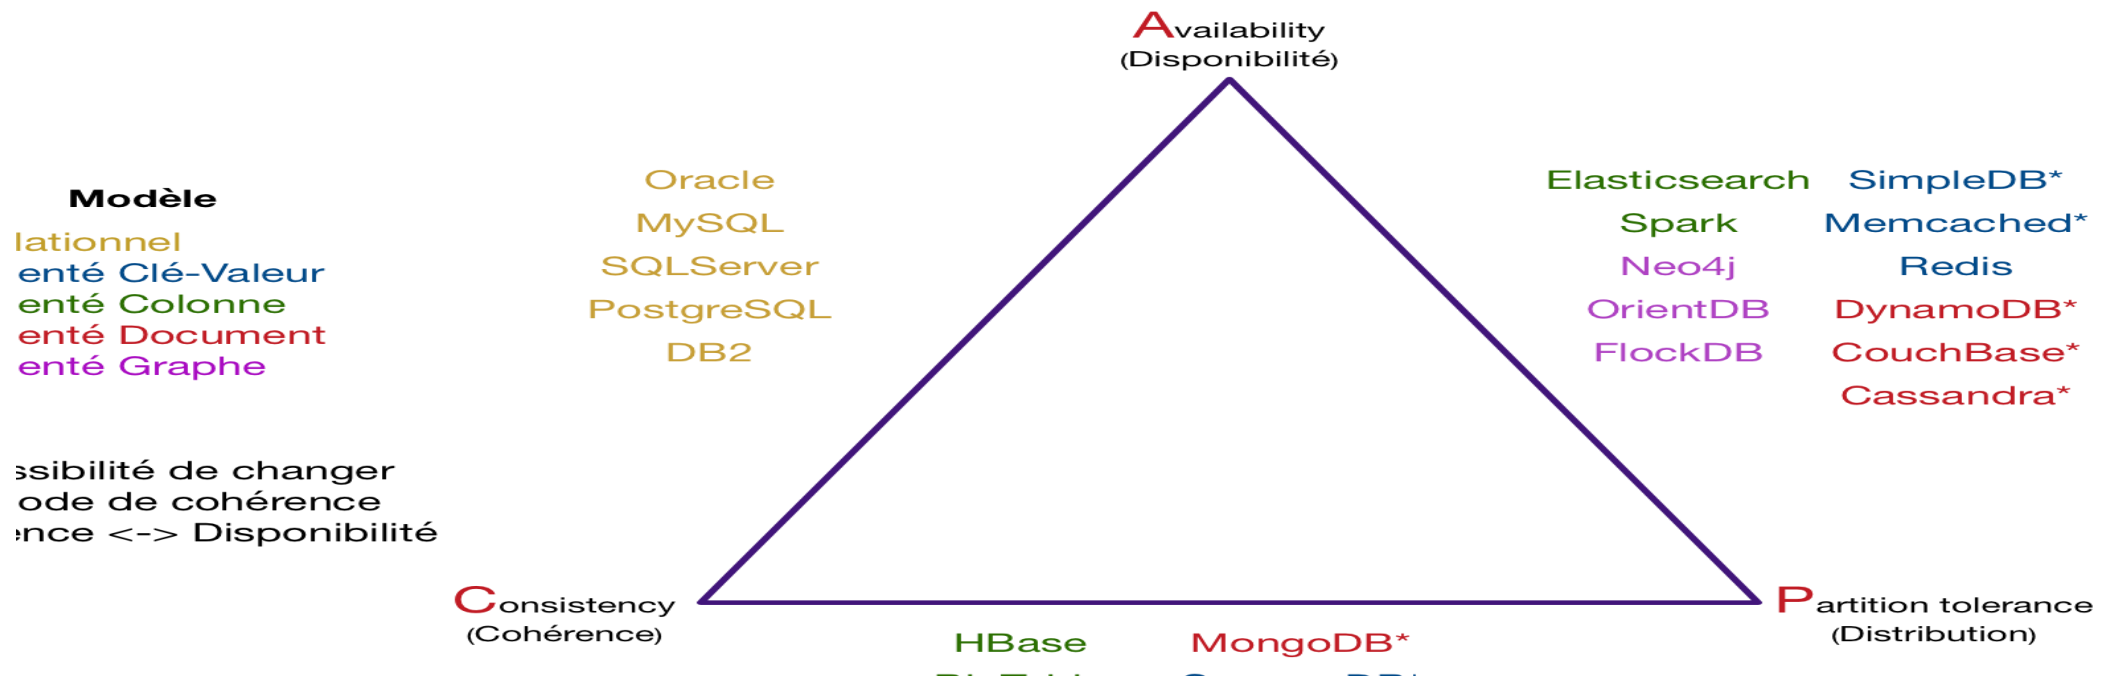 Availability
(Disponibilité)
Modèle
lationnel
enté Clé-Valeur
enté Colonne
enté Document
enté Graphe
ssibilité de changer
ode de cohérence
ence <-> Disponibilité
Oracle
MySQL
SQLServer
PostgreSQL
DB2
Elasticsearch
Spark
Neo4j
OrientDB
FlockDB
SimpleDB*
Memcached*
Redis
DynamoDB*
CouchBase*
Cassandra*
Consistency
(Cohérence)
Partition tolerance
(Distribution)
HBase
MongoDB*